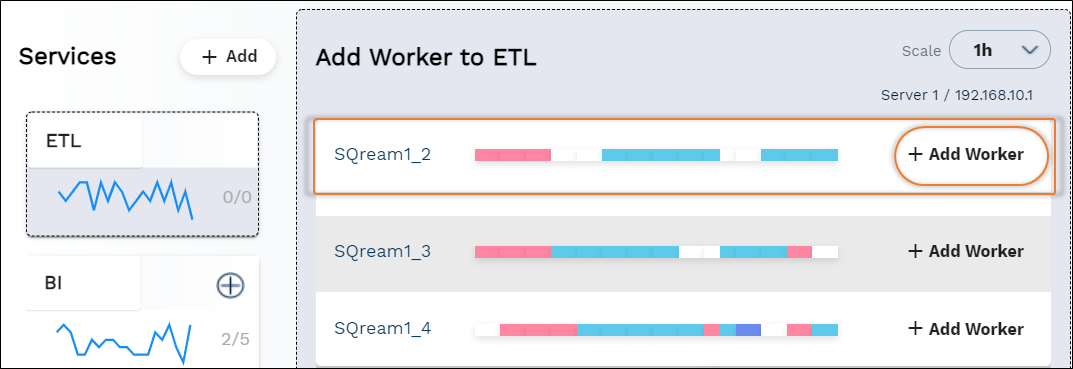 Services
+ Add
ETL
0/0
BI
2/5
Add Worker to ETL
Scale 1h
Server 1 / 192.168.10.1
SQream1_2 + Add Worker
SQream1_3 + Add Worker
SQream1_4 + Add Worker